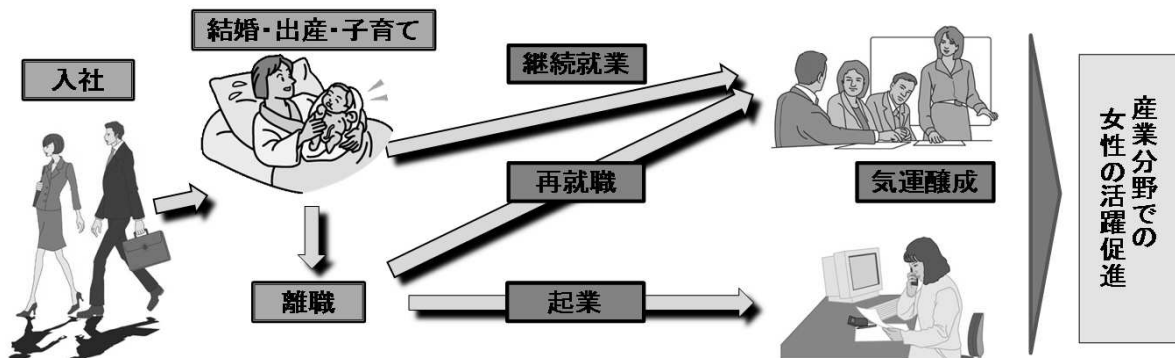 入社
結婚・出産・子育て
離職
継続就業
再就職
起業
気運醸成
産業分野での
女性の活躍促進